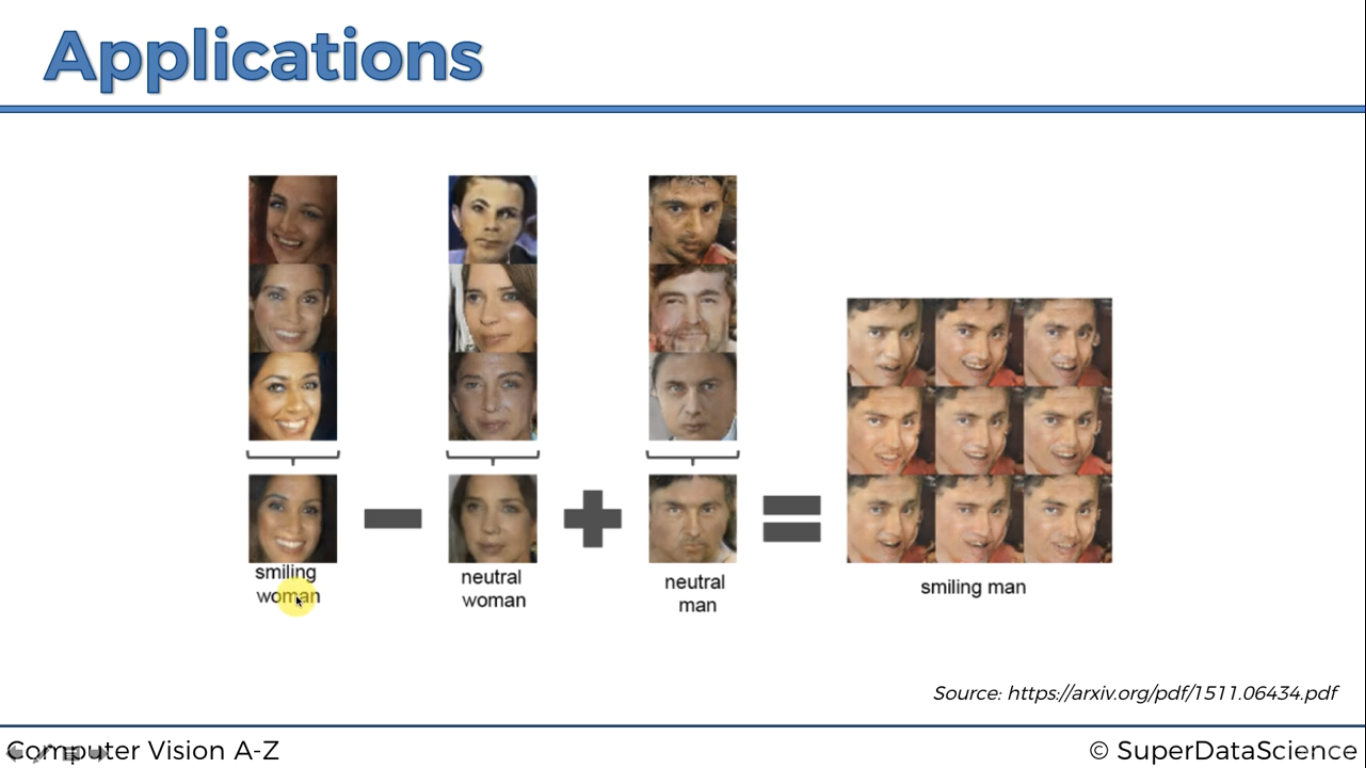 Applications
smiling
woman
neutral
woman
neutral
man
smiling man
Source: https://arxiv.org/pdf/1511.06434.pdf
Computer Vision A-Z
© SuperDataScience